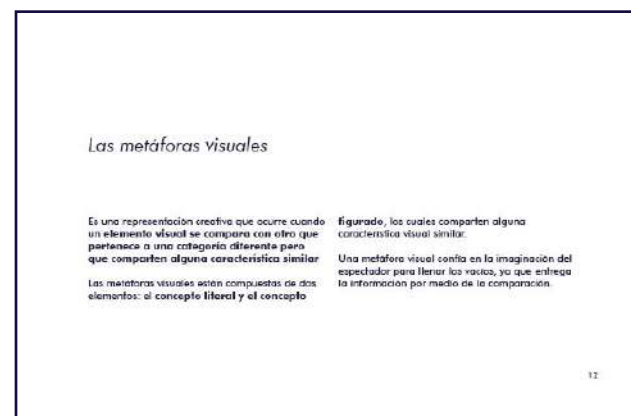 Las metáforas visuales
Es una representación creativa que ocurre cuando
un elemento visual se compara con otro que
pertenece a una categoría diferente pero
que comparten alguna característica similar
Las metáforas visuales están compuestas de dos
elementos: el concepto literal y el concepto
figurado, los cuales comparten alguna
característica visual similar.
Una metáfora visual confía en la imaginación del
espectador para llenar los vacíos, ya que entrega
la información por medio de la comparación.
12